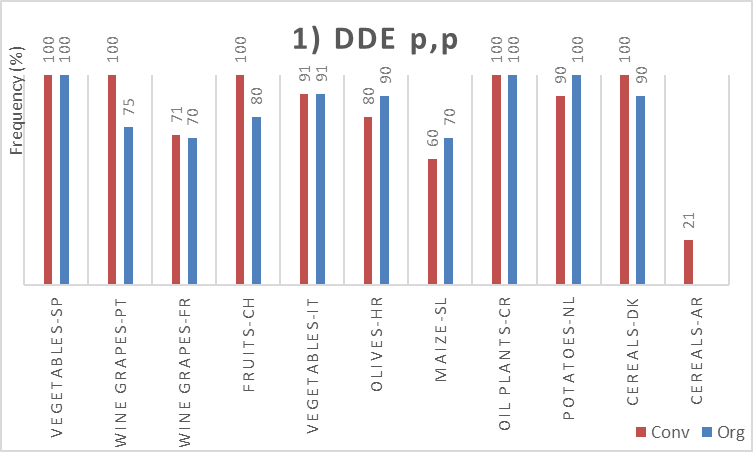 1) DDE p,p
Frequency (%)
100
100
100
75
71
70
100
80
91
91
80
90
60
70
100
100
90
100
100
90
21
VEGETABLES-SP
WINE GRAPES-PT
WINE GRAPES-FR
FRUITS-CH
VEGETABLES-IT
OLIVES-HR
MAIZE-SL
OIL PLANTS-CR
POTATOES-NL
CEREALS-DK
CEREALS-AR
Conv
Org